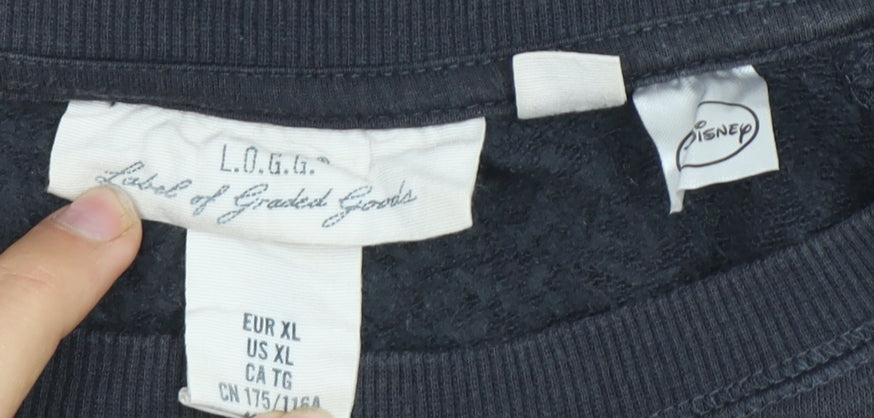 L.O.G.G.
Label of Graded Goods
DISNEY
EUR XL
US XL
CA TG
CN 175/116A